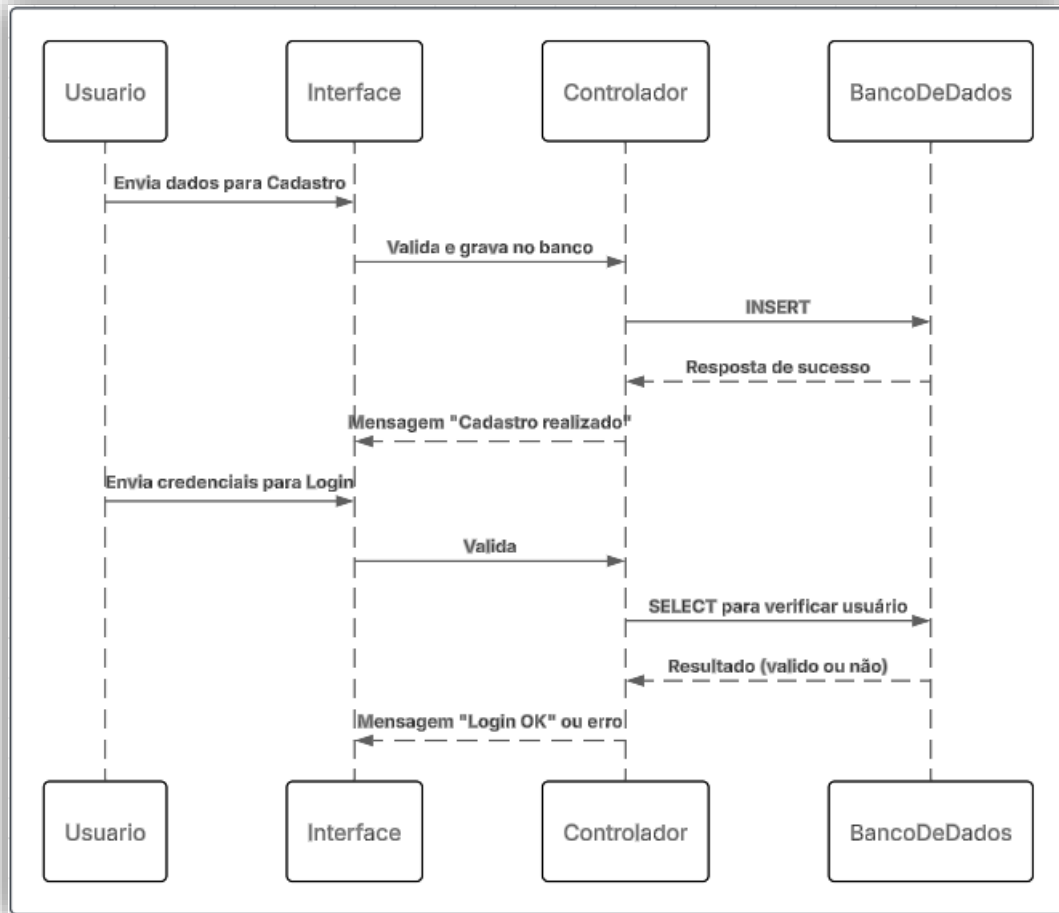 Usuario
Interface
Controlador
BancoDeDados
Envia dados para Cadastro
Valida e grava no banco
INSERT
Resposta de sucesso
Mensagem "Cadastro realizado"
Envia credenciais para Login
Valida
SELECT para verificar usuário
Resultado (valido ou não)
Mensagem "Login OK" ou erro
Usuario
Interface
Controlador
BancoDeDados